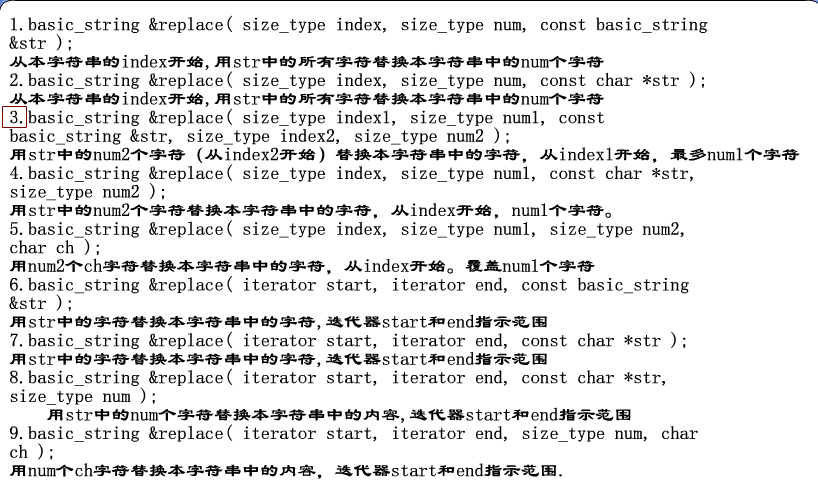 1.basic_string &replace( size_type index, size_type num, const basic_string
&str );
从本字符串的index开始,用str中的所有字符替换本字符串中的num个字符
2.basic_string &replace( size_type index, size_type num, const char *str );
从本字符串的index开始,用str中的所有字符替换本字符串中的num个字符
3.basic_string &replace( size_type index1, size_type num1, const
basic_string &str, size_type index2, size_type num2 );
用str中的num2个字符（从index2开始）替换本字符串中的字符，从index1开始，最多num1个字符
4.basic_string &replace( size_type index, size_type num1, const char *str,
size_type num2 );
用str中的num2个字符替换本字符串中的字符，从index开始，num1个字符。
5.basic_string &replace( size_type index, size_type num1, size_type num2,
char ch );
用num2个ch字符替换本字符串中的字符，从index开始。覆盖num1个字符
6.basic_string &replace( iterator start, iterator end, const basic_string
&str );
用str中的字符替换本字符串中的字符,迭代器start和end指示范围
7.basic_string &replace( iterator start, iterator end, const char *str );
用str中的字符替换本字符串中的字符,迭代器start和end指示范围
8.basic_string &replace( iterator start, iterator end, const char *str,
size_type num );
用str中的num个字符替换本字符串中的内容,迭代器start和end指示范围
9.basic_string &replace( iterator start, iterator end, size_type num, char
ch );
用num个ch字符替换本字符串中的内容，迭代器start和end指示范围.